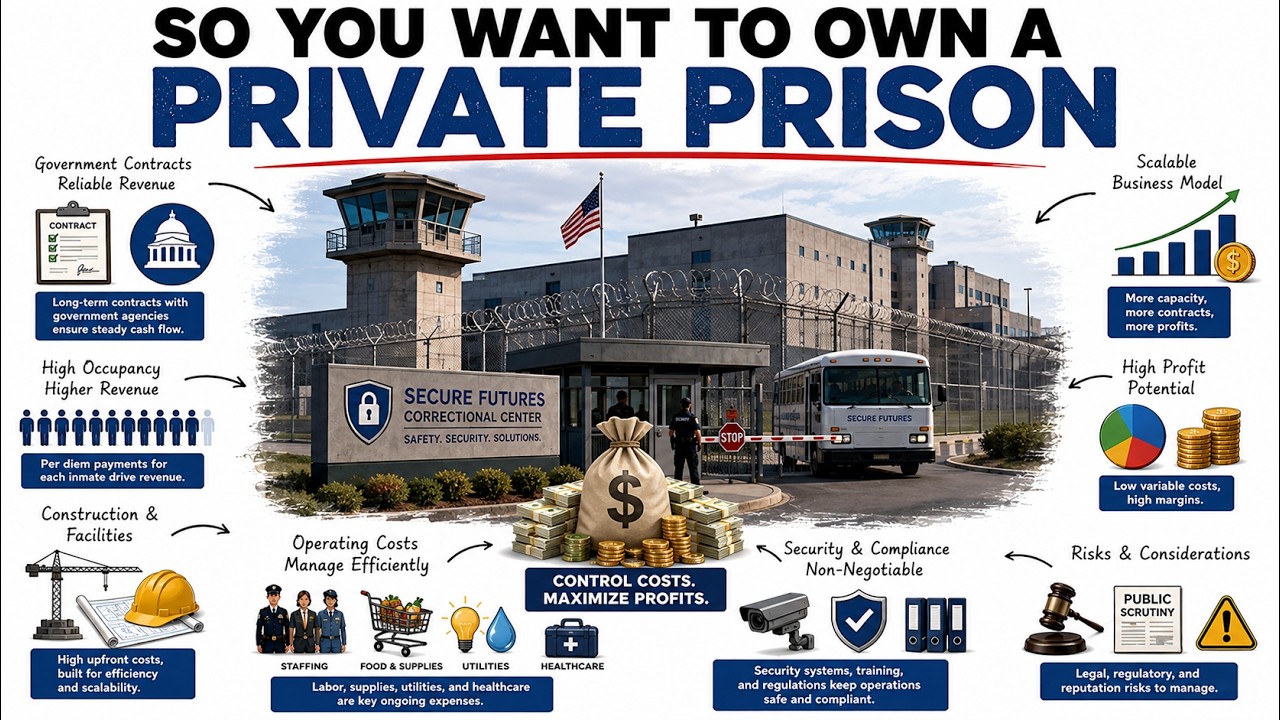 SO YOU WANT TO OWN A
PRIVATE PRISON
Government Contracts
Reliable Revenue
CONTRACT
Long-term contracts with
government agencies
ensure steady cash flow.
High Occupancy
Higher Revenue
Per diem payments for
each inmate drive revenue.
Construction &
Facilities
High upfront costs,
built for efficiency
and scalability.
SECURE FUTURES
CORRECTIONAL CENTER
SAFETY. SECURITY. SOLUTIONS.
SECURITY
STOP
SECURE FUTURES
$
CONTROL COSTS.
MAXIMIZE PROFITS.
Operating Costs
Manage Efficiently
STAFFING
FOOD & SUPPLIES
UTILITIES
HEALTHCARE
Labor, supplies, utilities, and healthcare
are key ongoing expenses.
Security & Compliance
Non-Negotiable
Security systems, training,
and regulations keep operations
safe and compliant.
Scalable
Business Model
$
More capacity,
more contracts,
more profits.
High Profit
Potential
Low variable costs,
high margins.
Risks & Considerations
PUBLIC
SCRUTINY
Legal, regulatory, and
reputation risks to manage.